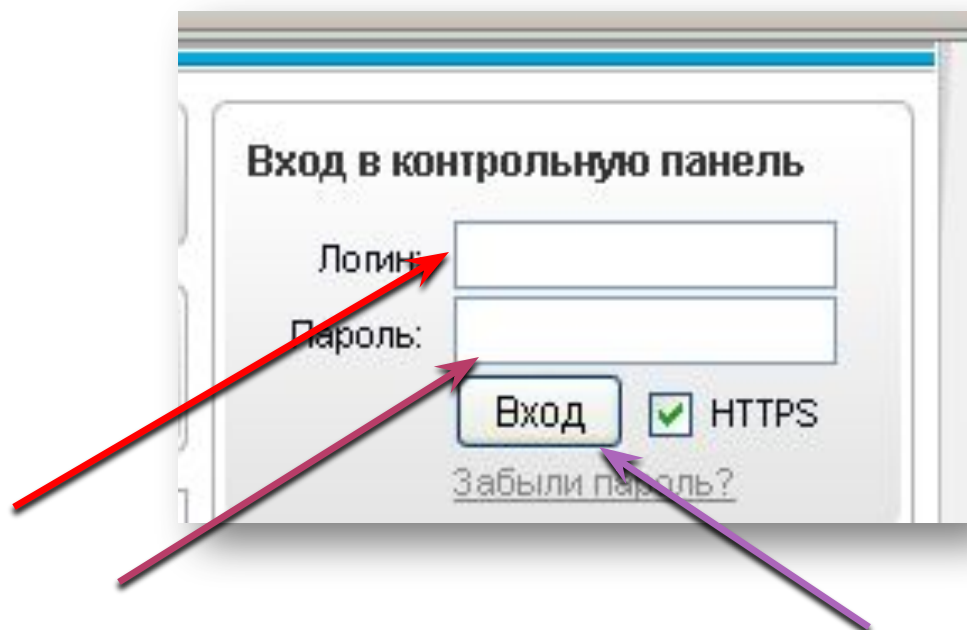 Вход в контрольную панель
Логин:
Пароль:
Вход HTTPS
Забыли пароль?